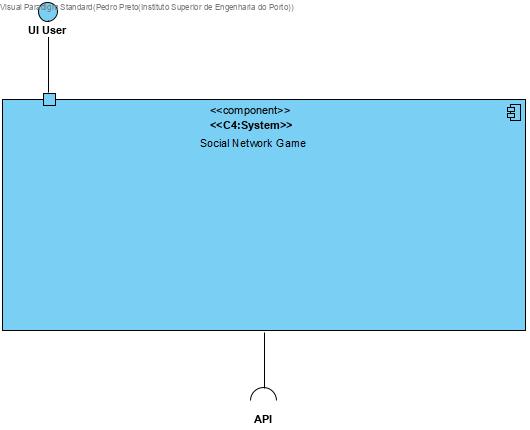 Visual Paradigm Standard(Pedro Preto(Instituto Superior de Engenharia do Porto))
UI User
<<component>>
<<C4:System>>
Social Network Game
API